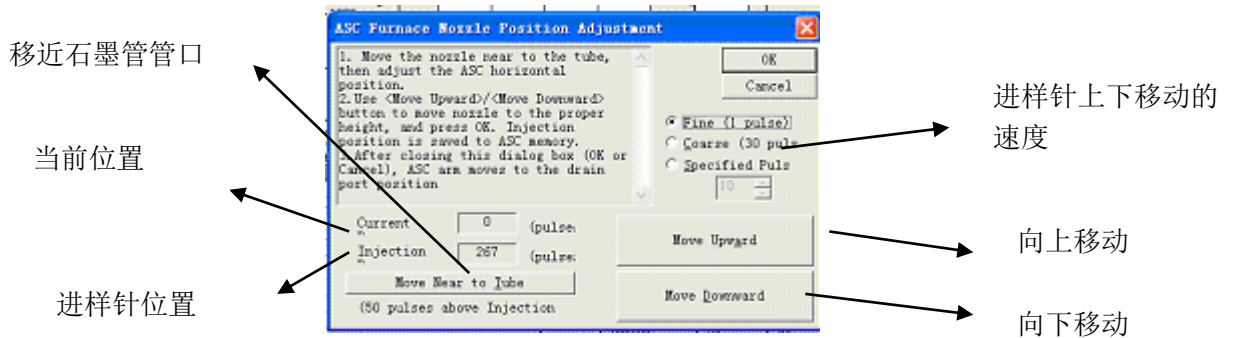 移近石墨管管口
当前位置
进样针位置
ASC Furnace Nozzle Position Adjustment
1. Move the nozzle near to the tube,
then adjust the ASC horizontal
position.
2.Use <Move Upward>/<Move Downward>
button to move nozzle to the proper
height, and press OK. Injection
position is saved to ASC memory.
3.After closing this dialog box (OK or
Cancel), ASC arm moves to the drain
port position
OK
Cancel
Fine (1 pulse)
Coarse (30 puls
Specified Puls
10
Current 0 (pulse
Injection 267 (pulse
Move Near to Tube
(50 pulses above Injection
Move Upward
Move Downward
进样针上下移动的
速度
向上移动
向下移动